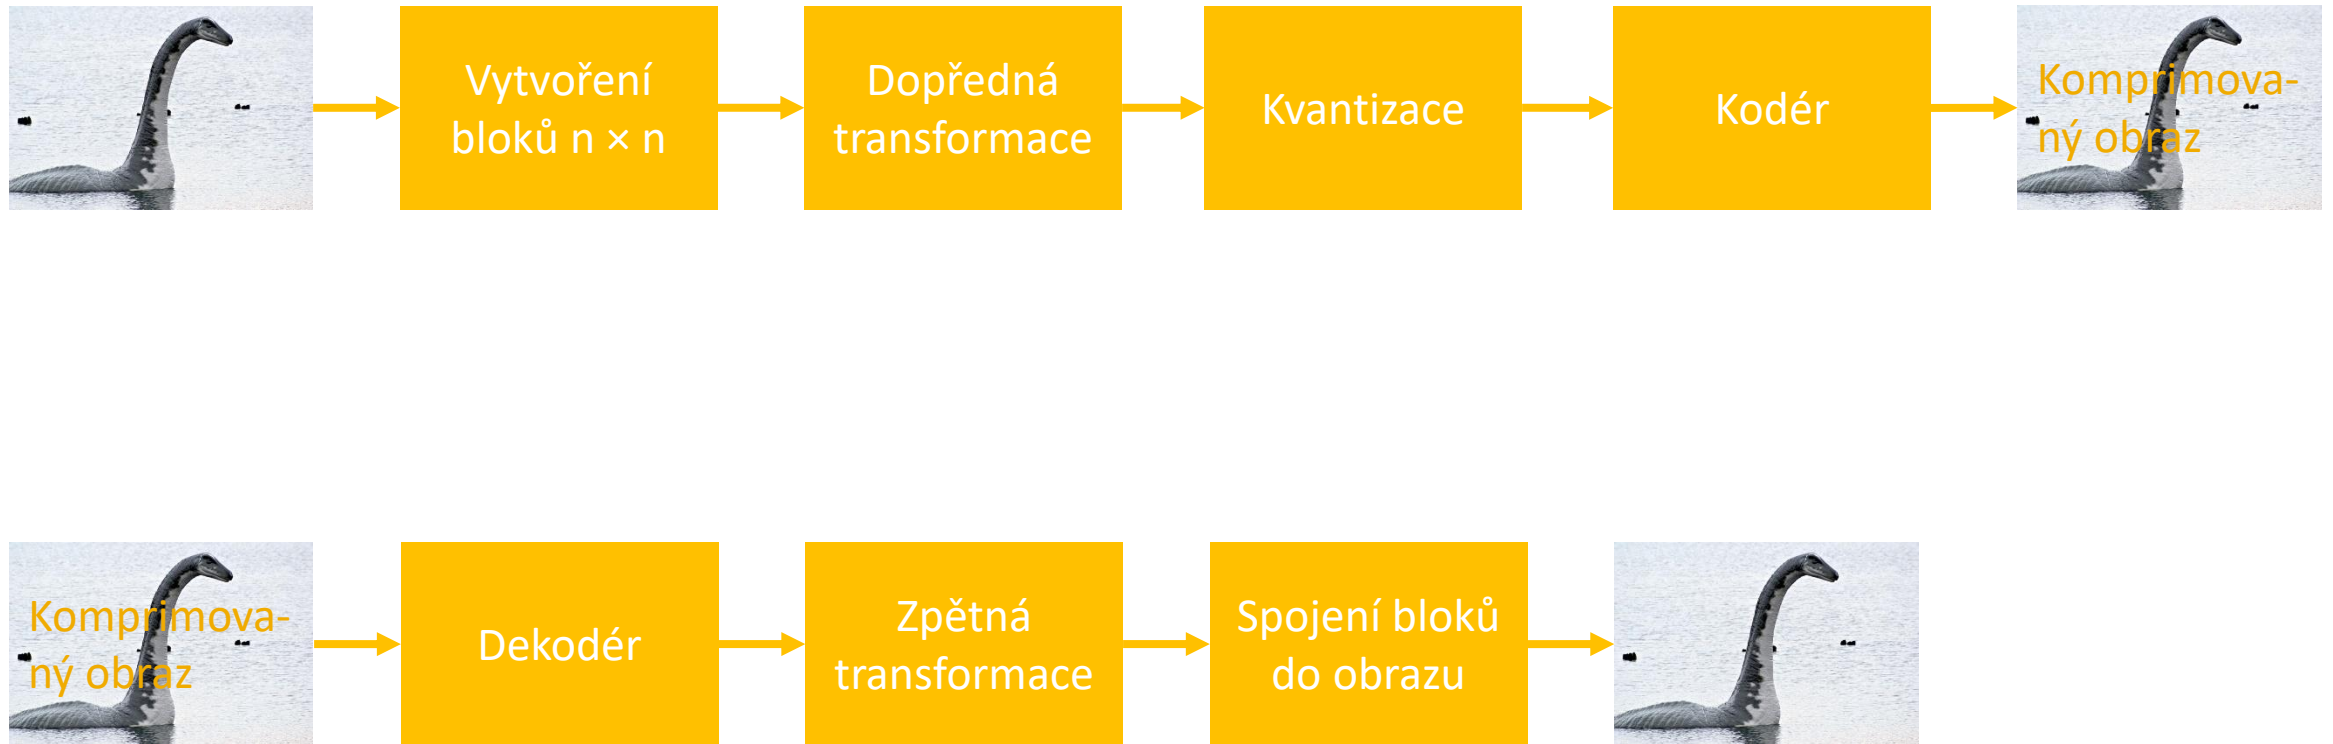 Vytvoření
bloků n × n
Dopředná
transformace
Kvantizace
Kodér
Komprimova-
ný obraz
Komprimova-
ný obraz
Dekodér
Zpětná
transformace
Spojení bloků
do obrazu